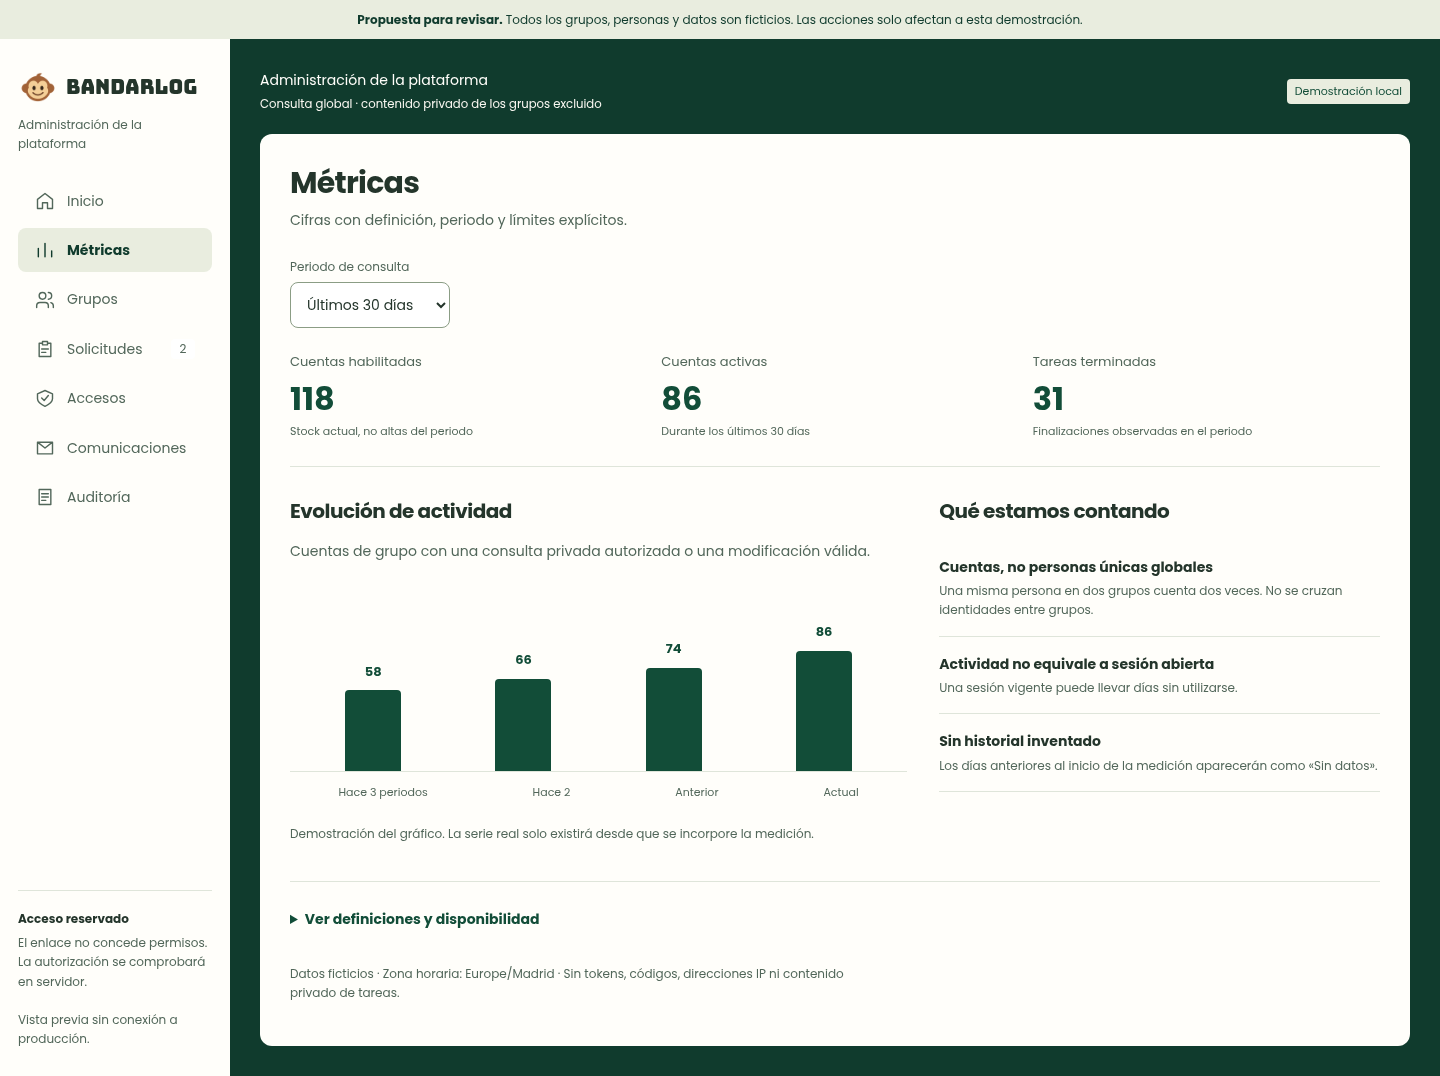 Propuesta para revisar. Todos los grupos, personas y datos son ficticios. Las acciones solo afectan a esta demostración.
BANDARLOG
Administración de la
plataforma
Inicio
Métricas
Grupos
Solicitudes 2
Accesos
Comunicaciones
Auditoría
Acceso reservado
El enlace no concede permisos.
La autorización se comprobará
en servidor.
Vista previa sin conexión a
producción.
Administración de la plataforma
Consulta global · contenido privado de los grupos excluido
Demostración local
Métricas
Cifras con definición, periodo y límites explícitos.
Periodo de consulta
Últimos 30 días
Cuentas habilitadas
118
Stock actual, no altas del periodo
Cuentas activas
86
Durante los últimos 30 días
Tareas terminadas
31
Finalizaciones observadas en el periodo
Evolución de actividad
Cuentas de grupo con una consulta privada autorizada o una modificación válida.
58
66
74
86
Hace 3 periodos
Hace 2
Anterior
Actual
Demostración del gráfico. La serie real solo existirá desde que se incorpore la medición.
Qué estamos contando
Cuentas, no personas únicas globales
Una misma persona en dos grupos cuenta dos veces. No se cruzan
identidades entre grupos.
Actividad no equivale a sesión abierta
Una sesión vigente puede llevar días sin utilizarse.
Sin historial inventado
Los días anteriores al inicio de la medición aparecerán como «Sin datos».
Ver definiciones y disponibilidad
Datos ficticios · Zona horaria: Europe/Madrid · Sin tokens, códigos, direcciones IP ni contenido
privado de tareas.